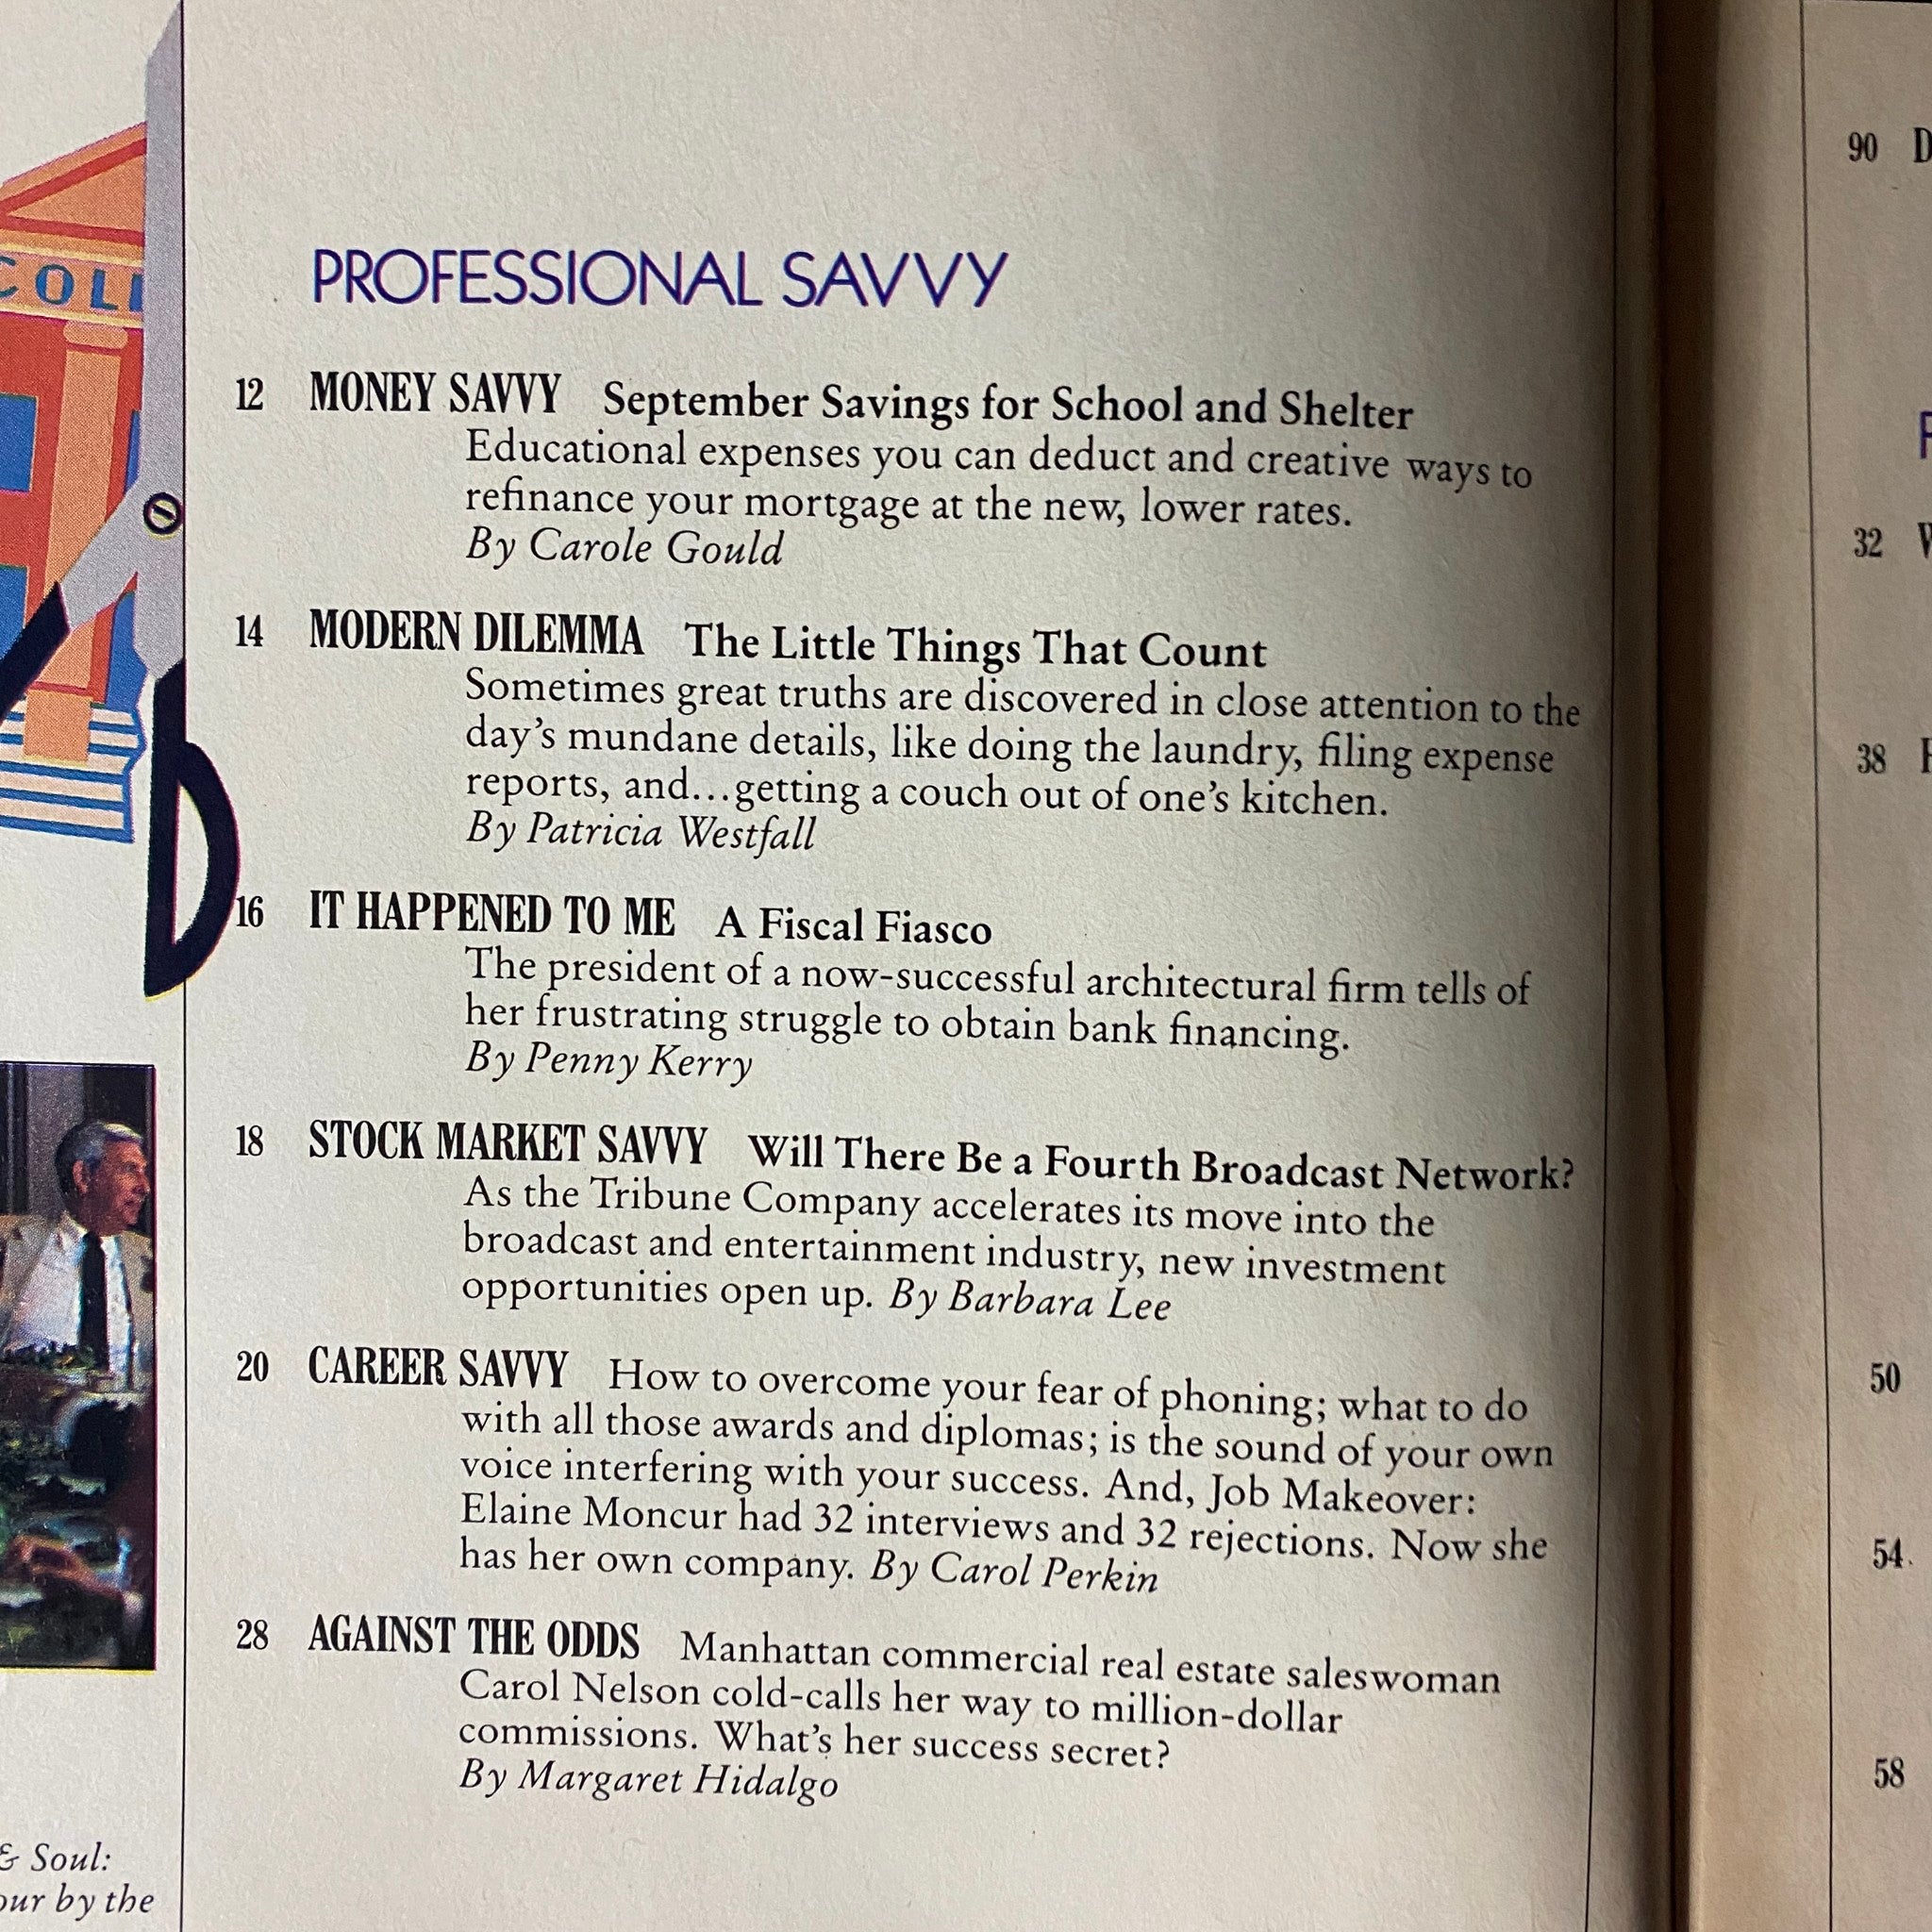 COLL
PROFESSIONAL SAVVY
12 MONEY SAVVY September Savings for School and Shelter
Educational expenses you can deduct and creative ways to
refinance your mortgage at the new, lower rates.
By Carole Gould
14 MODERN DILEMMA The Little Things That Count
Sometimes great truths are discovered in close attention to the
day's mundane details, like doing the laundry, filing expense
reports, and...getting a couch out of one's kitchen.
By Patricia Westfall
16 IT HAPPENED TO ME A Fiscal Fiasco
The president of a now-successful architectural firm tells of
her frustrating struggle to obtain bank financing.
By Penny Kerry
18 STOCK MARKET SAVVY Will There Be a Fourth Broadcast Network?
As the Tribune Company accelerates its move into the
broadcast and entertainment industry, new investment
opportunities open up. By Barbara Lee
20 CAREER SAVVY How to overcome your fear of phoning; what to do
with all those awards and diplomas; is the sound of your own
voice interfering with your success. And, Job Makeover:
Elaine Moncur had 32 interviews and 32 rejections. Now she
has her own company. By Carol Perkin
28 AGAINST THE ODDS Manhattan commercial real estate saleswoman
Carol Nelson cold-calls her way to million-dollar
commissions. What's her success secret?
By Margaret Hidalgo
& Soul:
our by the
90 D
32
38
50
54
58